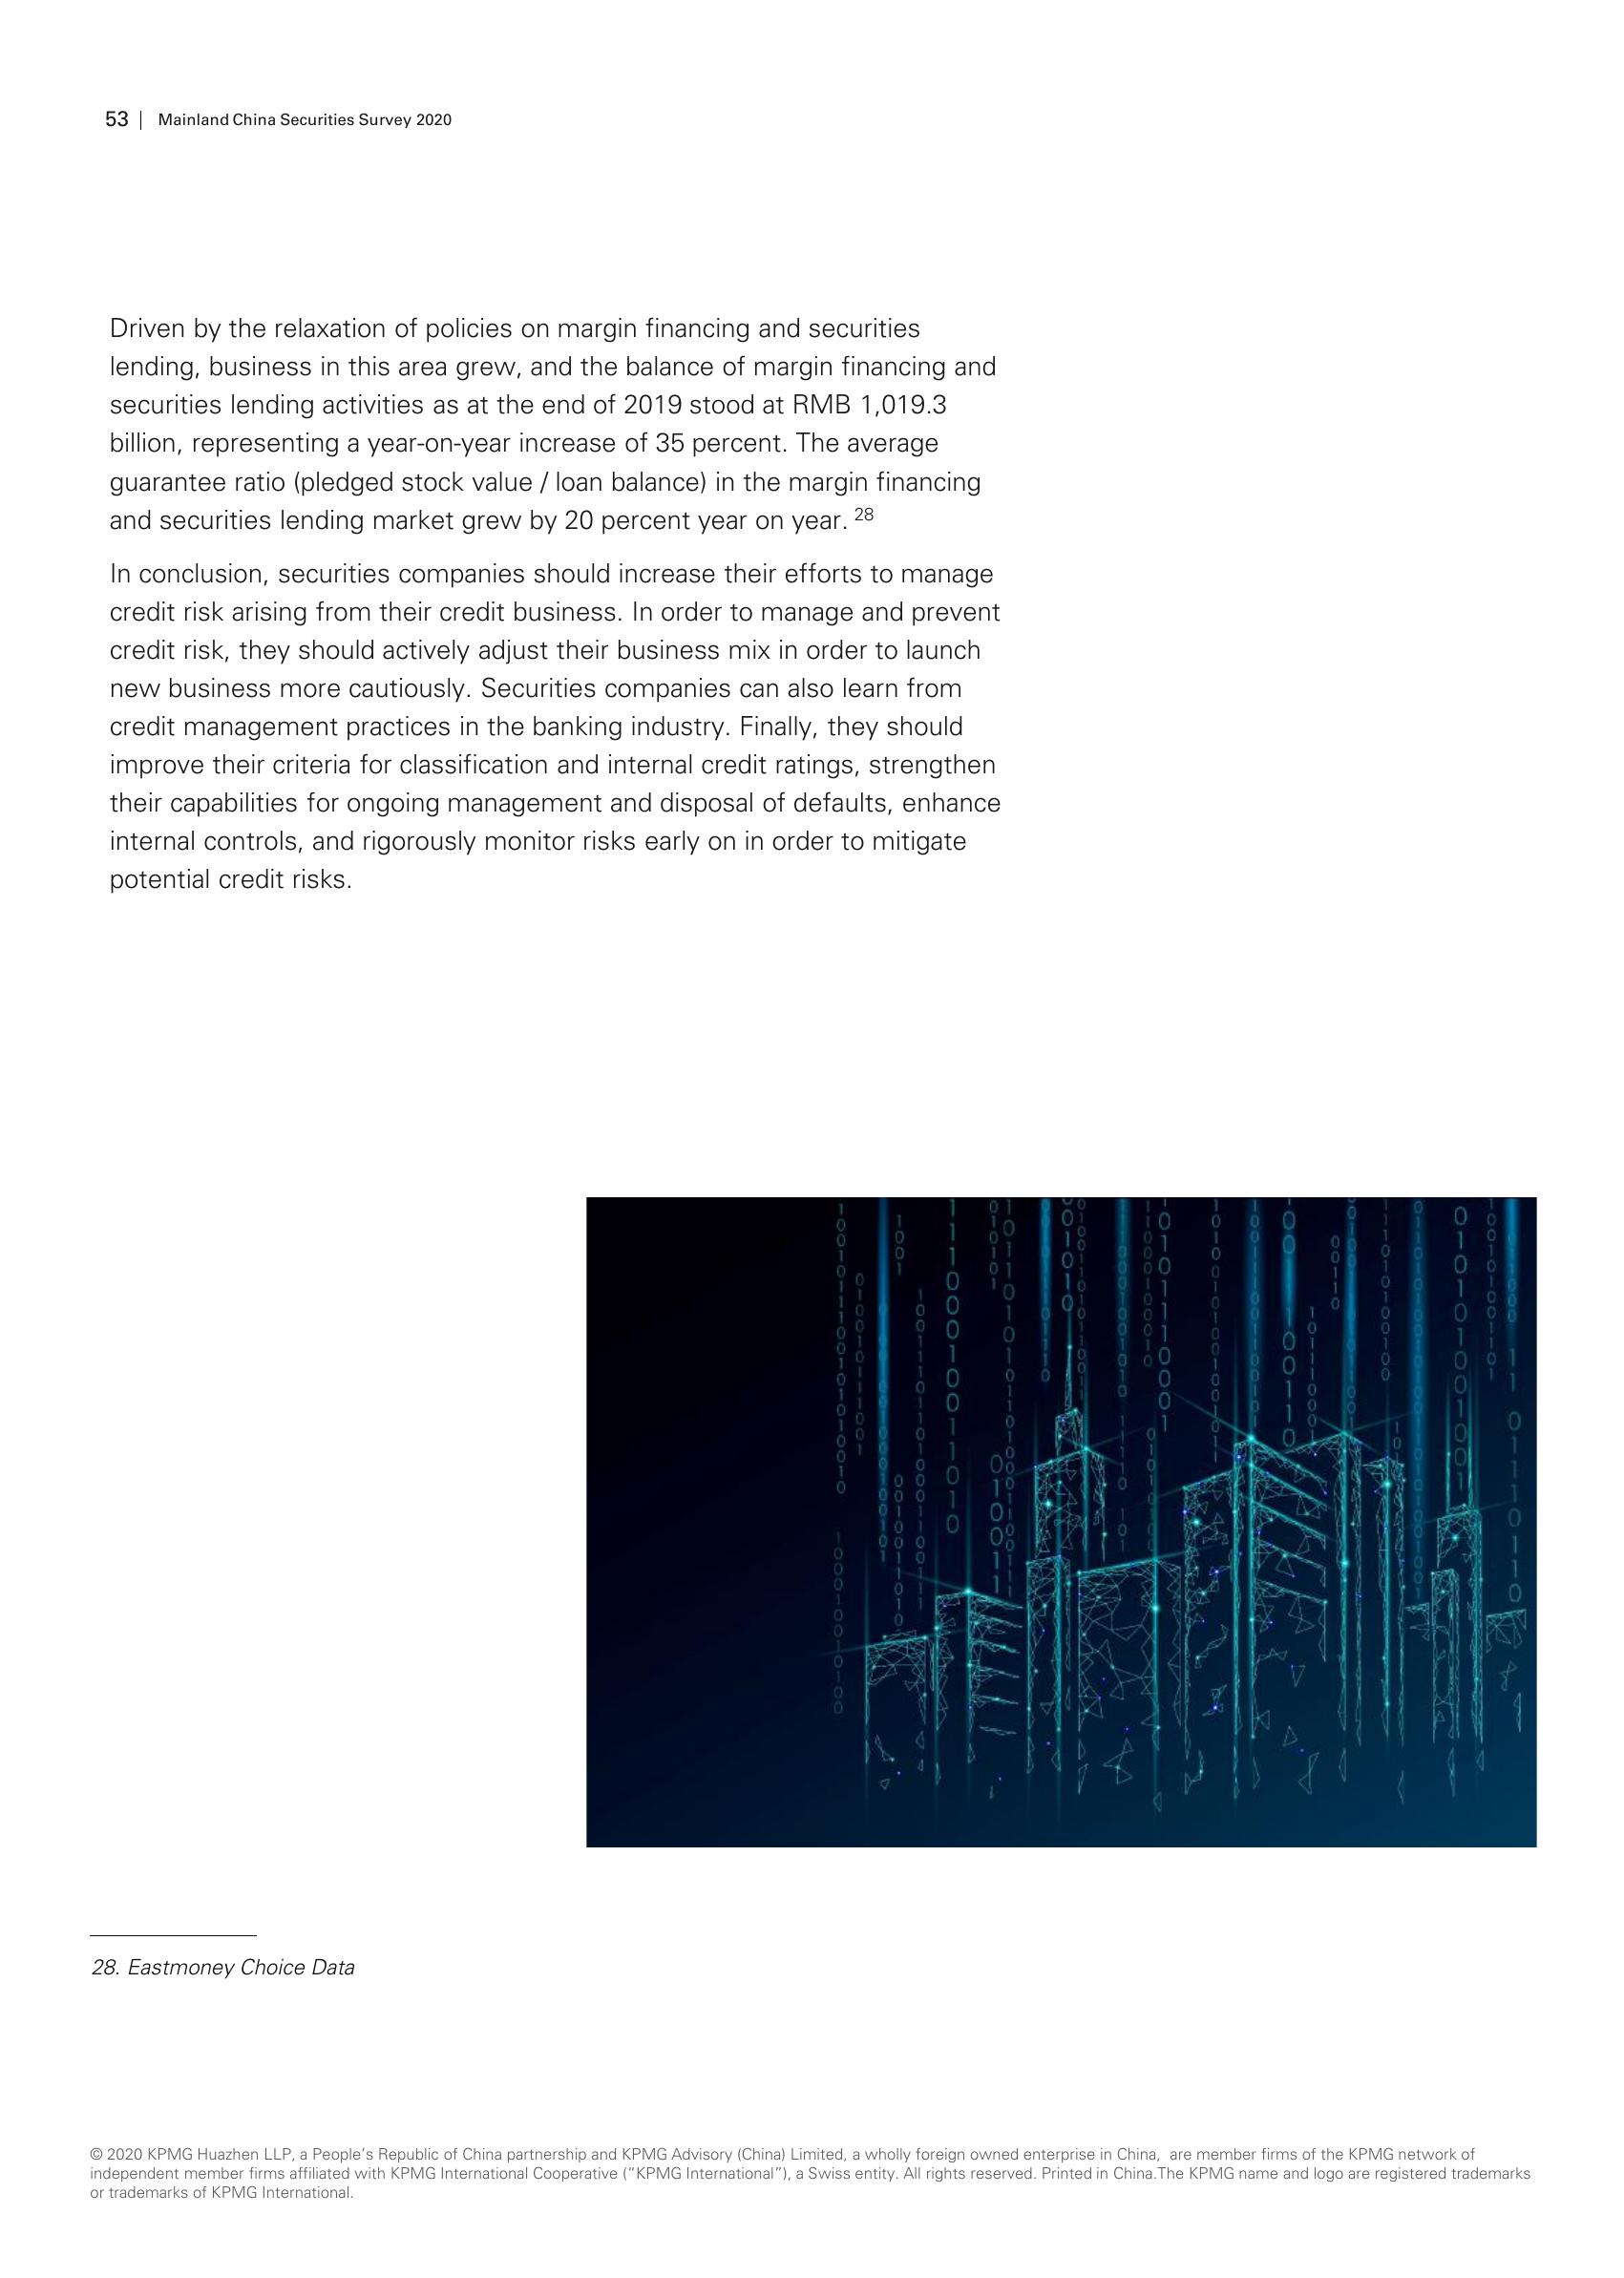 53 | Mainland China Securities Survey 2020
Driven by the relaxation of policies on margin financing and securities
lending, business in this area grew, and the balance of margin financing and
securities lending activities as at the end of 2019 stood at RMB 1,019.3
billion, representing a year-on-year increase of 35 percent. The average
guarantee ratio (pledged stock value / loan balance) in the margin financing
and securities lending market grew by 20 percent year on year. 28
In conclusion, securities companies should increase their efforts to manage
credit risk arising from their credit business. In order to manage and prevent
credit risk, they should actively adjust their business mix in order to launch
new business more cautiously. Securities companies can also learn from
credit management practices in the banking industry. Finally, they should
improve their criteria for classification and internal credit ratings, strengthen
their capabilities for ongoing management and disposal of defaults, enhance
internal controls, and rigorously monitor risks early on in order to mitigate
potential credit risks.
28. Eastmoney Choice Data
© 2020 KPMG Huazhen LLP, a People’s Republic of China partnership and KPMG Advisory (China) Limited, a wholly foreign owned enterprise in China, are member firms of the KPMG network of
independent member firms affiliated with KPMG International Cooperative (“KPMG International”), a Swiss entity. All rights reserved. Printed in China.The KPMG name and logo are registered trademarks
or trademarks of KPMG International.